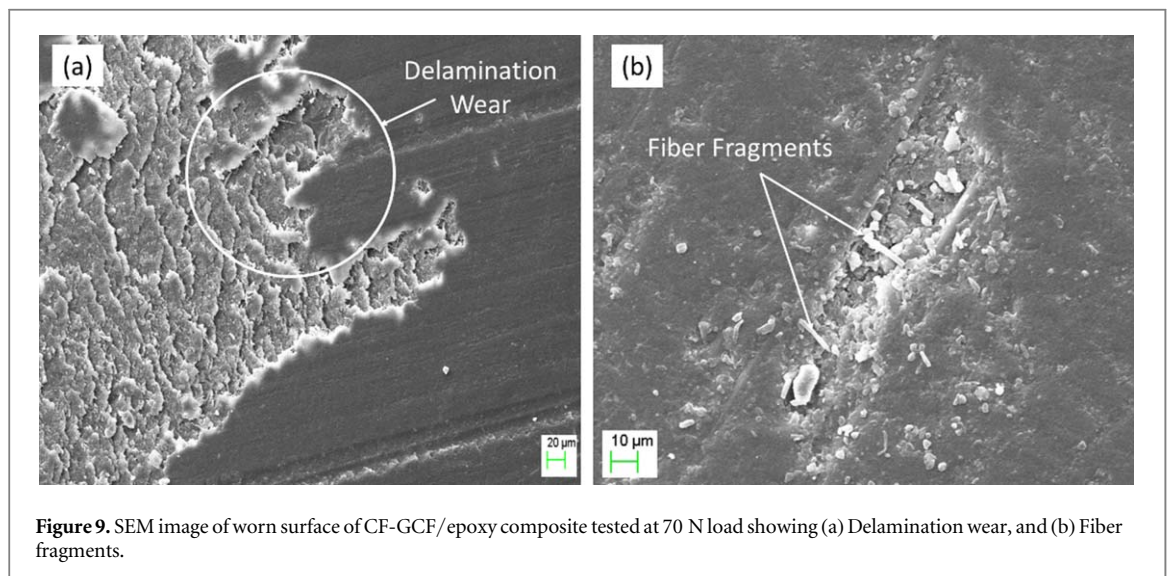 (a)
Delamination
Wear
20 µm
(b)
Fiber Fragments
10 µm
Figure 9. SEM image of worn surface of CF-GCF/epoxy composite tested at 70 N load showing (a) Delamination wear, and (b) Fiber
fragments.